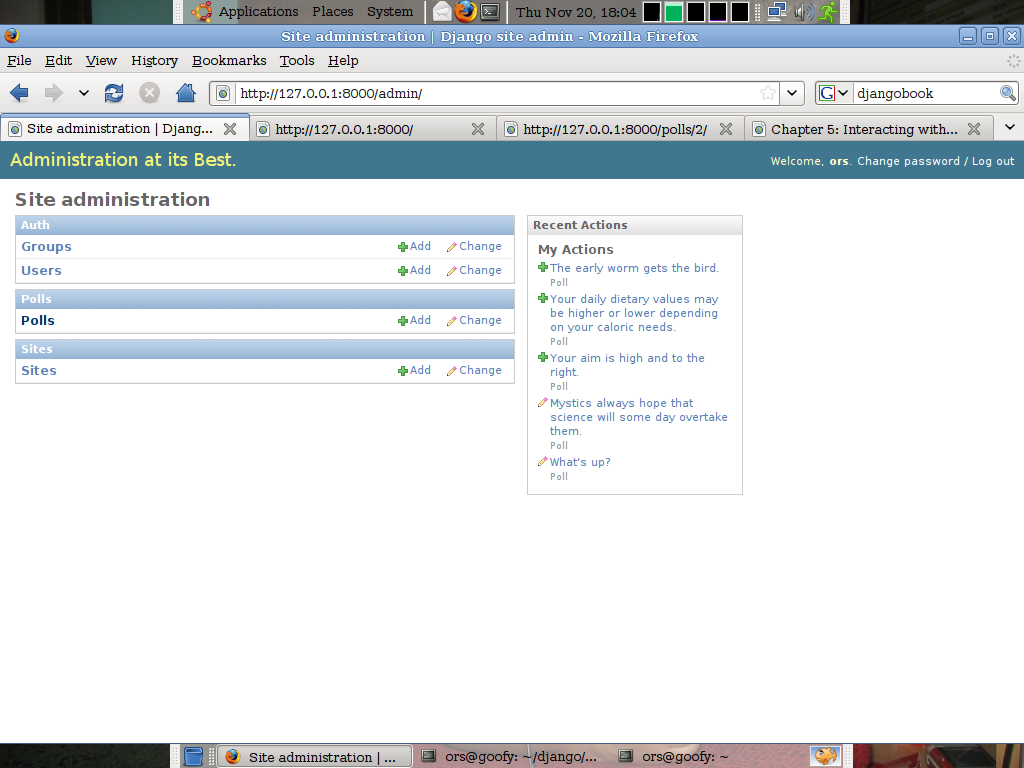 Applications Places System Thu Nov 20, 18:04
Site administration | Django site admin - Mozilla Firefox
File Edit View History Bookmarks Tools Help
http://127.0.0.1:8000/admin/ G djangobook
Site administration | Djang... http://127.0.0.1:8000/ http://127.0.0.1:8000/polls/2/ Chapter 5: Interacting with...
Administration at its Best. Welcome, ors. Change password / Log out
Site administration
Auth
Groups Add Change
Users Add Change
Polls
Polls Add Change
Sites
Sites Add Change
Recent Actions
My Actions
The early worm gets the bird.
Poll
Your daily dietary values may
be higher or lower depending
on your caloric needs.
Poll
Your aim is high and to the
right.
Poll
Mystics always hope that
science will some day overtake
them.
Poll
What's up?
Poll
Site administration | ... ors@goofy: ~/django/... ors@goofy: ~